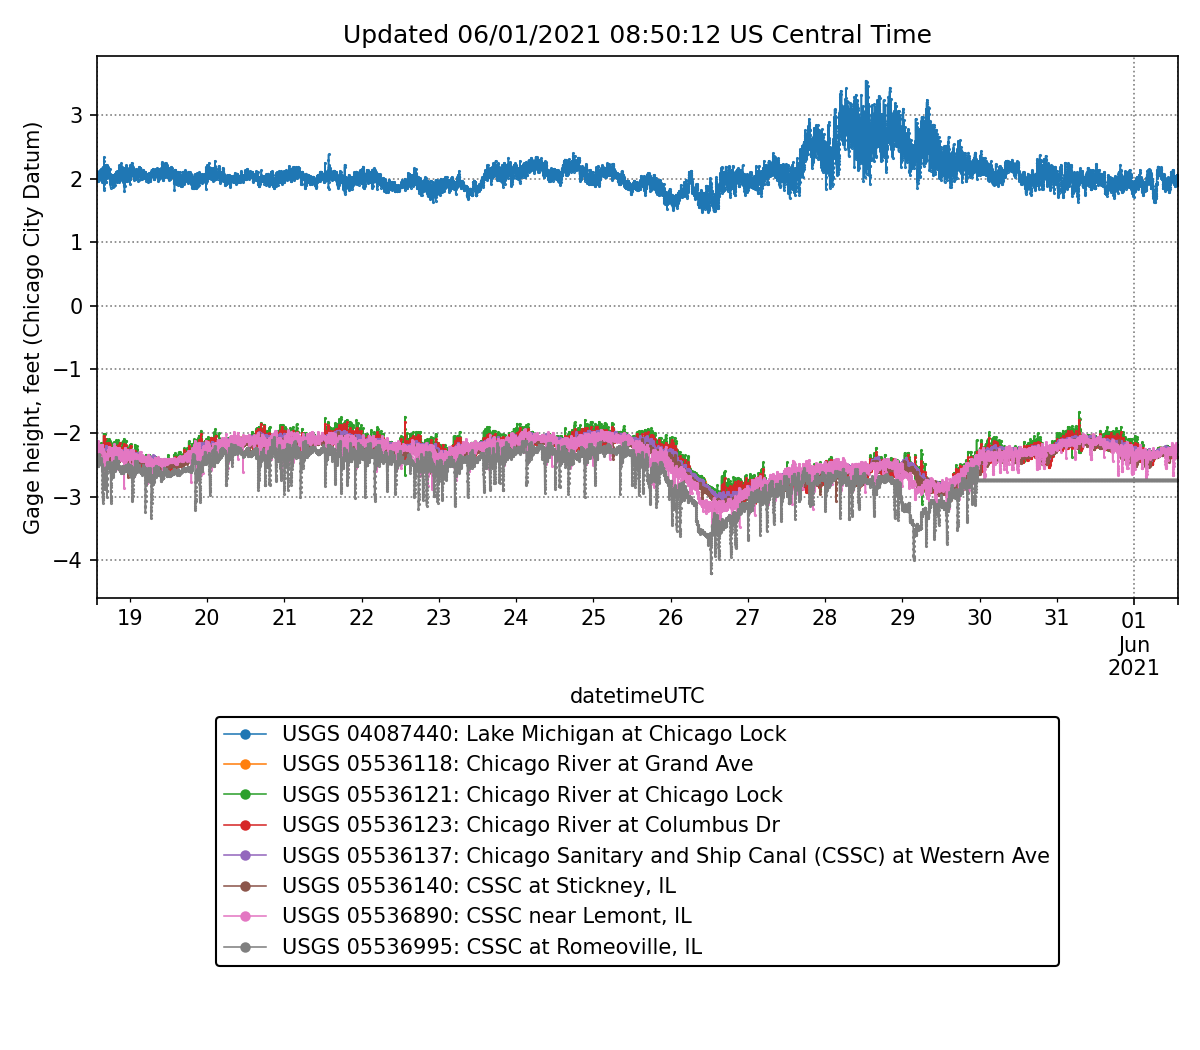 Updated 06/01/2021 08:50:12 US Central Time
Gage height, feet (Chicago City Datum)
3
2
1
0
−1
−2
−3
−4
19 20 21 22 23 24 25 26 27 28 29 30 31 01
Jun
2021
datetimeUTC
USGS 04087440: Lake Michigan at Chicago Lock
USGS 05536118: Chicago River at Grand Ave
USGS 05536121: Chicago River at Chicago Lock
USGS 05536123: Chicago River at Columbus Dr
USGS 05536137: Chicago Sanitary and Ship Canal (CSSC) at Western Ave
USGS 05536140: CSSC at Stickney, IL
USGS 05536890: CSSC near Lemont, IL
USGS 05536995: CSSC at Romeoville, IL